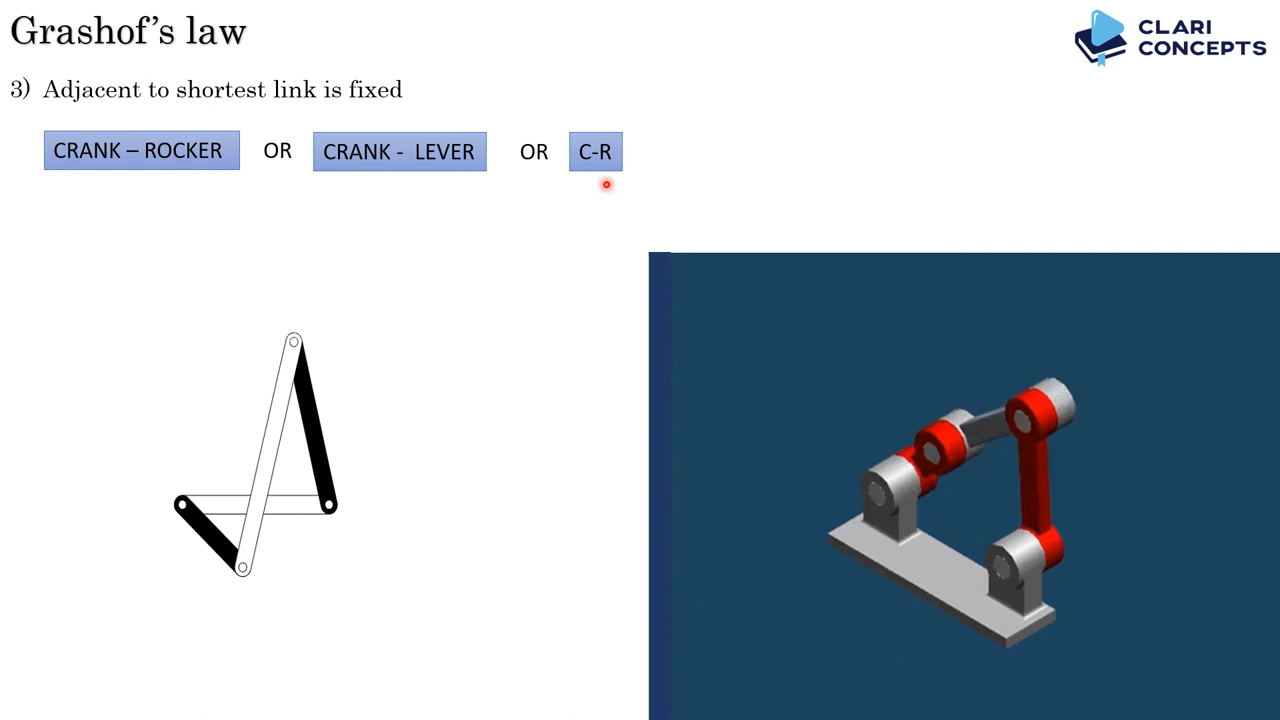 Grashof's law
CLARI
CONCEPTS
3) Adjacent to shortest link is fixed
CRANK – ROCKER OR CRANK - LEVER OR C-R